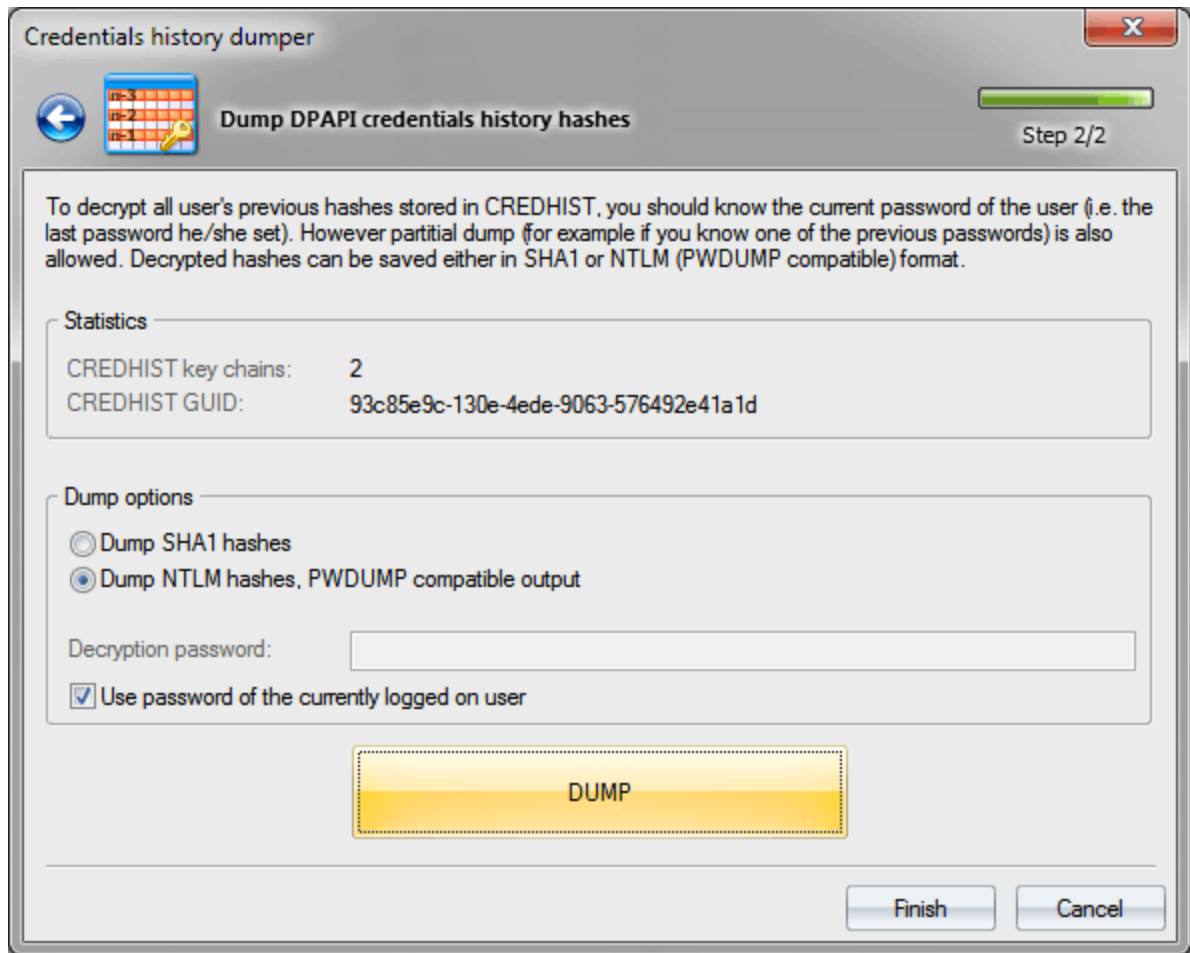 Credentials history dumper
n-3
n-2
n-1
Dump DPAPI credentials history hashes
Step 2/2
To decrypt all user's previous hashes stored in CREDHIST, you should know the current password of the user (i.e. the
last password he/she set). However partitial dump (for example if you know one of the previous passwords) is also
allowed. Decrypted hashes can be saved either in SHA1 or NTLM (PWDUMP compatible) format.
Statistics
CREDHIST key chains: 2
CREDHIST GUID: 93c85e9c-130e-4ede-9063-576492e41a1d
Dump options
Dump SHA1 hashes
Dump NTLM hashes, PWDUMP compatible output
Decryption password:
Use password of the currently logged on user
DUMP
Finish Cancel